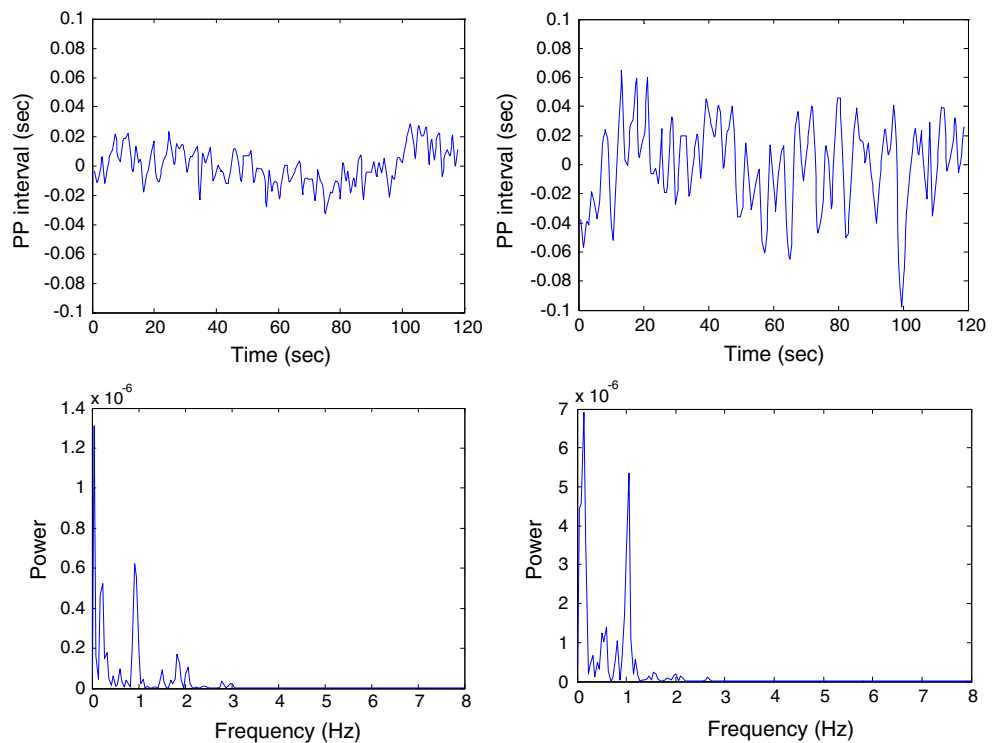 0.1
0.08
0.06
0.04
0.02
0
-0.02
-0.04
-0.06
-0.08
-0.1
PP interval (sec)
0 20 40 60 80 100 120
Time (sec)
0.1
0.08
0.06
0.04
0.02
0
-0.02
-0.04
-0.06
-0.08
-0.1
PP interval (sec)
0 20 40 60 80 100 120
Time (sec)
x 10-6
1.4
1.2
1
0.8
0.6
0.4
0.2
0
Power
0 1 2 3 4 5 6 7 8
Frequency (Hz)
x 10-6
7
6
5
4
3
2
1
0
Power
0 1 2 3 4 5 6 7 8
Frequency (Hz)